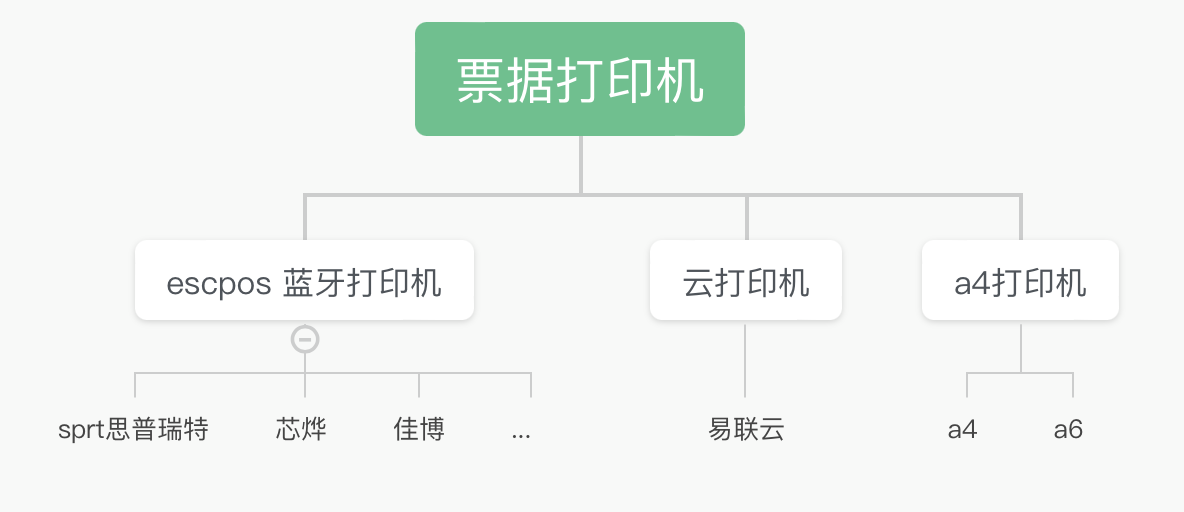 票据打印机
escpos 蓝牙打印机
云打印机
a4打印机
sprt思普瑞特
芯烨
佳博
...
易联云
a4
a6